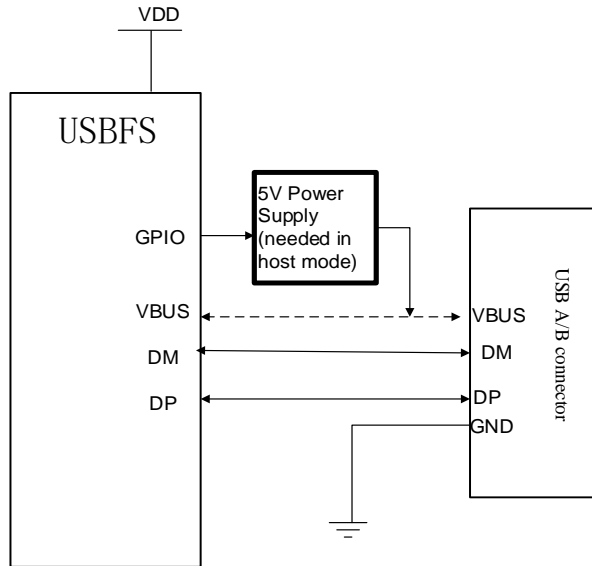 VDD
USBFS
5V Power
Supply
(needed in
host mode)
GPIO
VBUS
VBUS
DM
DM
DP
DP
GND
USB A/B connector